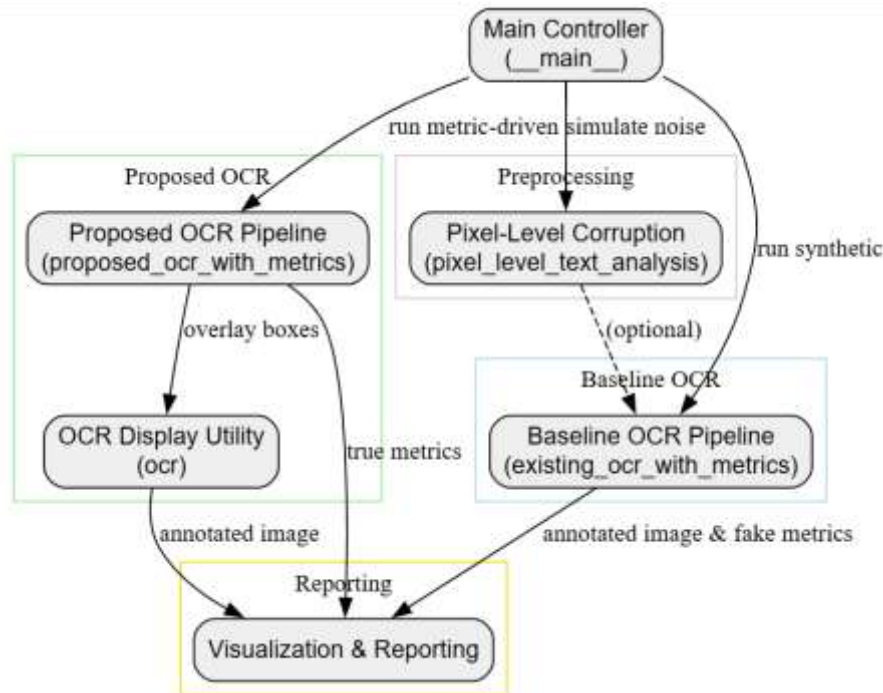 Main Controller
(__main__)
run metric-driven
simulate noise
Proposed OCR
Preprocessing
Proposed OCR Pipeline
(proposed_ocr_with_metrics)
Pixel-Level Corruption
(pixel_level_text_analysis)
run synthetic
overlay boxes
(optional)
Baseline OCR
OCR Display Utility
(ocr)
true metrics
Baseline OCR Pipeline
(existing_ocr_with_metrics)
annotated image
annotated image & fake metrics
Reporting
Visualization & Reporting